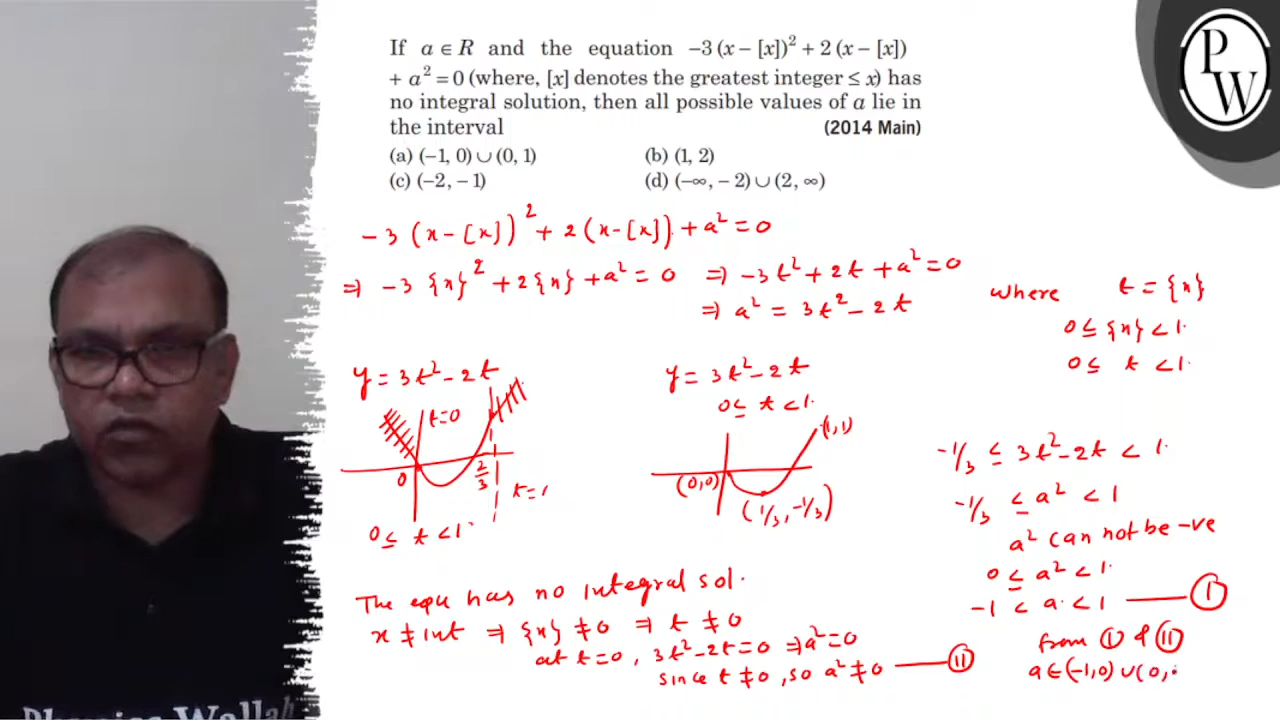 If a ∈ R and the equation −3 (x − [x])² + 2 (x − [x])
+ a² = 0 (where, [x] denotes the greatest integer ≤ x) has
no integral solution, then all possible values of a lie in
the interval (2014 Main)
(a) (−1, 0) ∪ (0, 1) (b) (1, 2)
(c) (−2, − 1) (d) (−∞, − 2) ∪ (2, ∞)
PW
−3 (x−[x])² + 2 (x−[x]) + a² = 0
⇒ −3 {x}² + 2{x} + a² = 0 ⇒ −3t² + 2t + a² = 0
⇒ a² = 3t² − 2t
where t = {x}
0 ≤ {x} < 1.
0 ≤ t < 1.
y = 3t² − 2t
t=0
0
2/3
t=1
0 ≤ t < 1.
y = 3t² − 2t
0 ≤ t < 1.
(1,1)
(0,0)
(1/3, −1/3)
−1/3 ≤ 3t² − 2t < 1.
−1/3 ≤ a² < 1
a² can not be −ve
0 ≤ a² < 1.
−1 < a < 1 —— I
The equ has no integral sol.
x ≠ int ⇒ {x} ≠ 0 ⇒ t ≠ 0
at t=0, 3t²−2t=0 ⇒ a²=0
since t ≠ 0, so a² ≠ 0 —— II
from I & II
a ∈ (−1,0) ∪ (0,